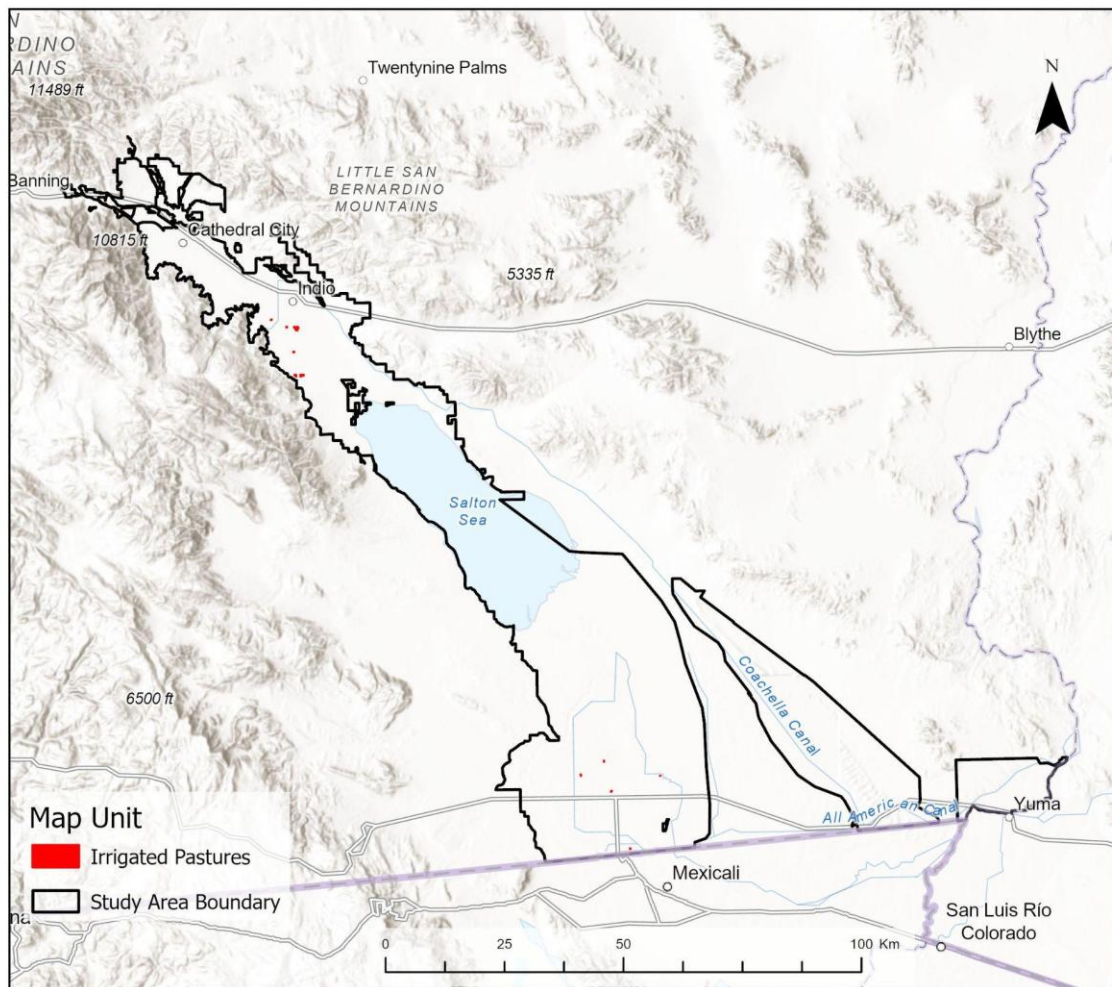 N
RDINO
AINS
11489 ft
Twentynine Palms
N
Banning
LITTLE SAN
BERNARDINO
MOUNTAINS
10815 ft
Cathedral City
5335 ft
Indio
Blythe
Salton
Sea
Coachella Canal
6500 ft
All American Canal
Yuma
Map Unit
Irrigated Pastures
Study Area Boundary
Mexicali
na
San Luis Río
Colorado
0 25 50 100 Km